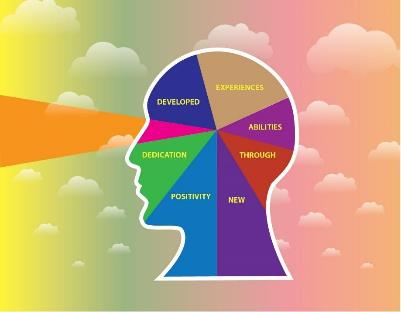 EXPERIENCES
DEVELOPED
ABILITIES
DEDICATION
THROUGH
POSITIVITY
NEW